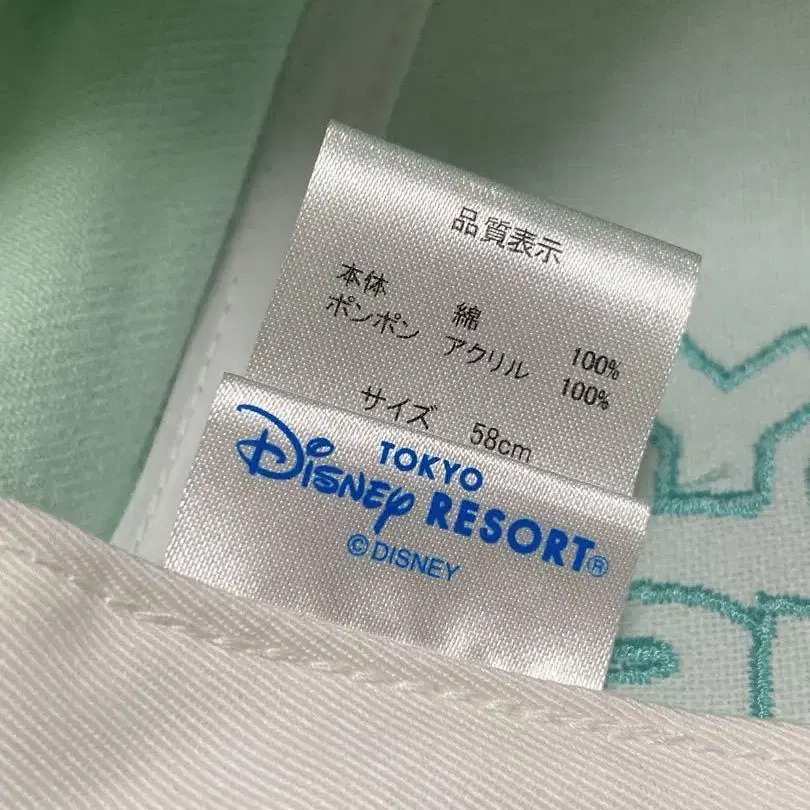 品質表示
本体 綿 100%
ポンポン アクリル 100%
サイズ 58cm
TOKYO
Disney RESORT®
©DISNEY